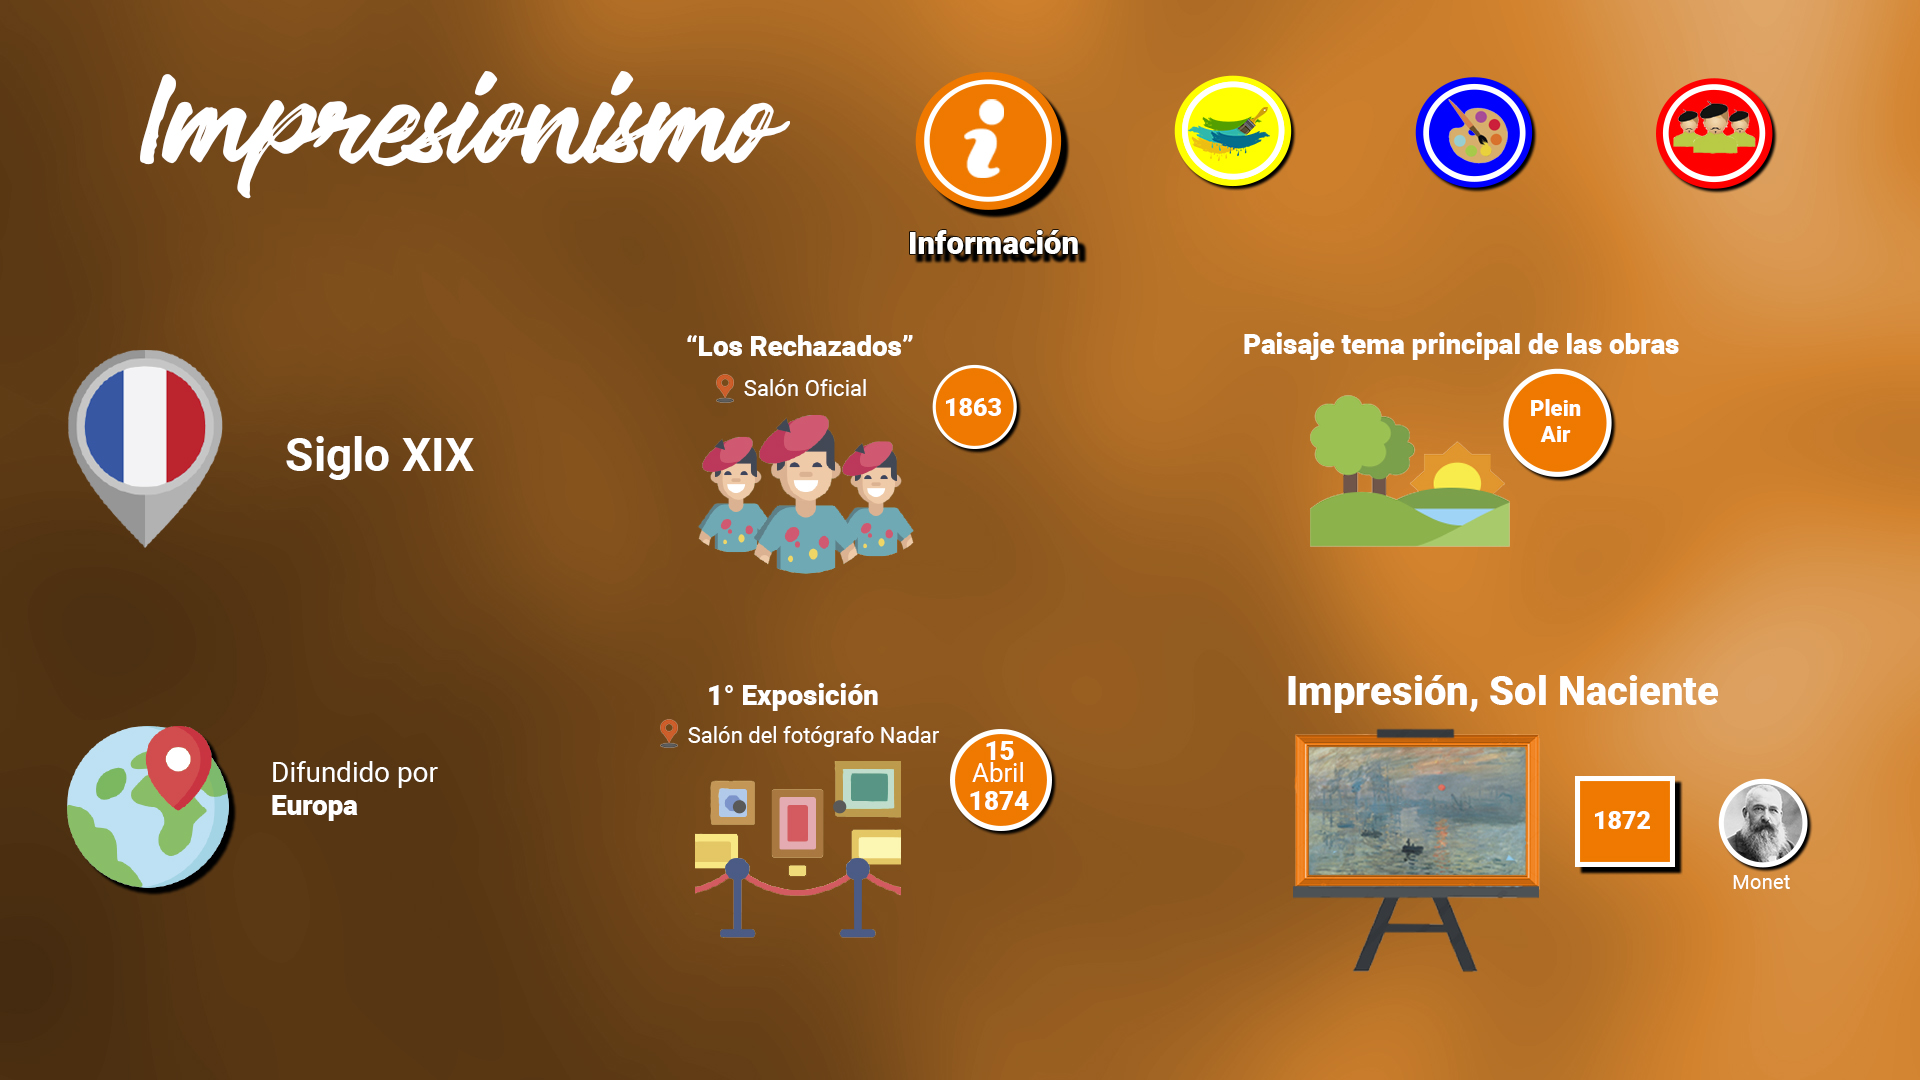 Impresionismo
Información
Siglo XIX
“Los Rechazados”
Salón Oficial
1863
Paisaje tema principal de las obras
Plein
Air
Difundido por
Europa
1° Exposición
Salón del fotógrafo Nadar
15
Abril
1874
Impresión, Sol Naciente
1872
Monet